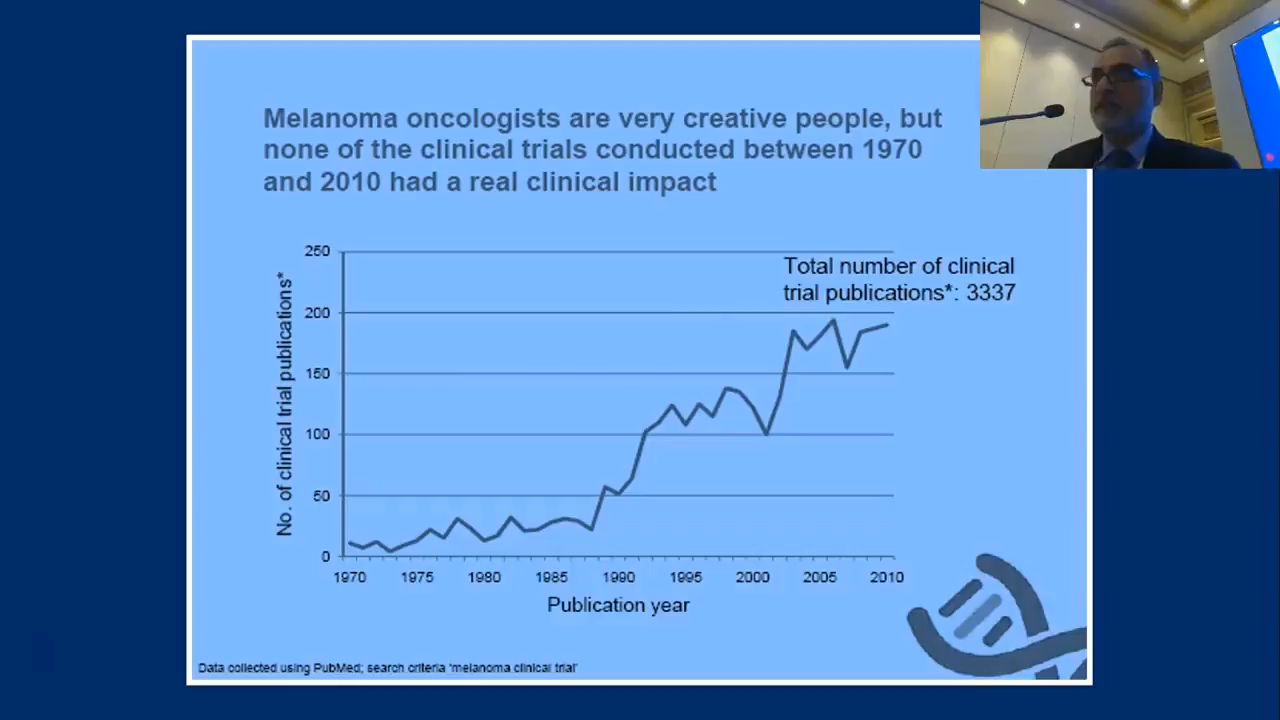 Melanoma oncologists are very creative people, but
none of the clinical trials conducted between 1970
and 2010 had a real clinical impact
Total number of clinical
trial publications*: 3337
No. of clinical trial publications*
250
200
150
100
50
0
1970 1975 1980 1985 1990 1995 2000 2005 2010
Publication year
Data collected using PubMed; search criteria 'melanoma clinical trial'